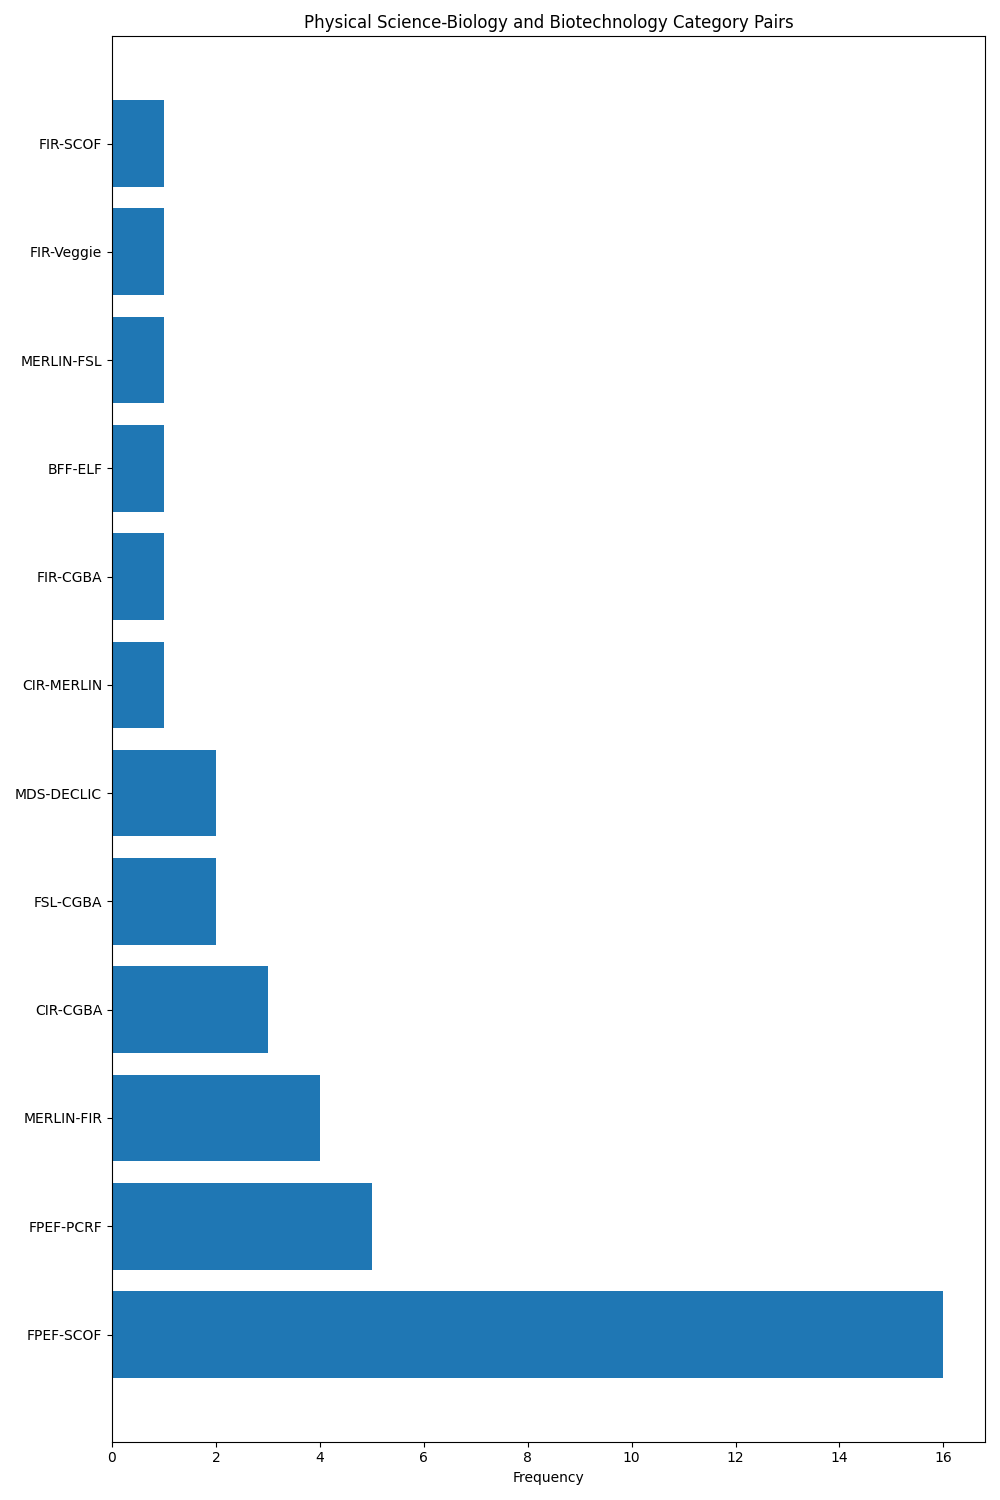 Physical Science-Biology and Biotechnology Category Pairs
FIR-SCOF
FIR-Veggie
MERLIN-FSL
BFF-ELF
FIR-CGBA
CIR-MERLIN
MDS-DECLIC
FSL-CGBA
CIR-CGBA
MERLIN-FIR
FPEF-PCRF
FPEF-SCOF
0 2 4 6 8 10 12 14 16
Frequency